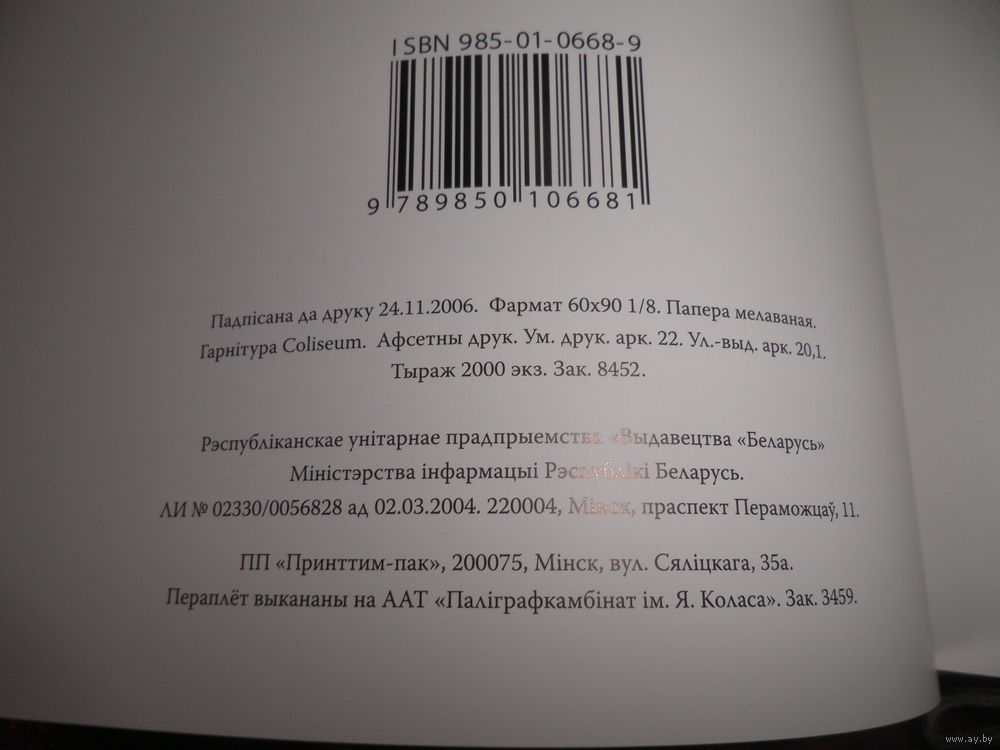 ISBN 985-01-0668-9
9 789850 106681
Падпісана да друку 24.11.2006. Фармат 60х90 1/8. Папера мелаваная.
Гарнітура Coliseum. Афсетны друк. Ум. друк. арк. 22. Ул.-выд. арк. 20,1.
Тыраж 2000 экз. Зак. 8452.
Рэспубліканскае унітарнае прадпрыемства «Выдавецтва «Беларусь»
Міністэрства інфармацыі Рэспублікі Беларусь.
ЛИ № 02330/0056828 ад 02.03.2004. 220004, Мінск, праспект Пераможцаў, 11.
ПП «Принттим-пак», 200075, Мінск, вул. Сяліцкага, 35а.
Пераплёт выкананы на ААТ «Паліграфкамбінат ім. Я. Коласа». Зак. 3459.
www.ay.by